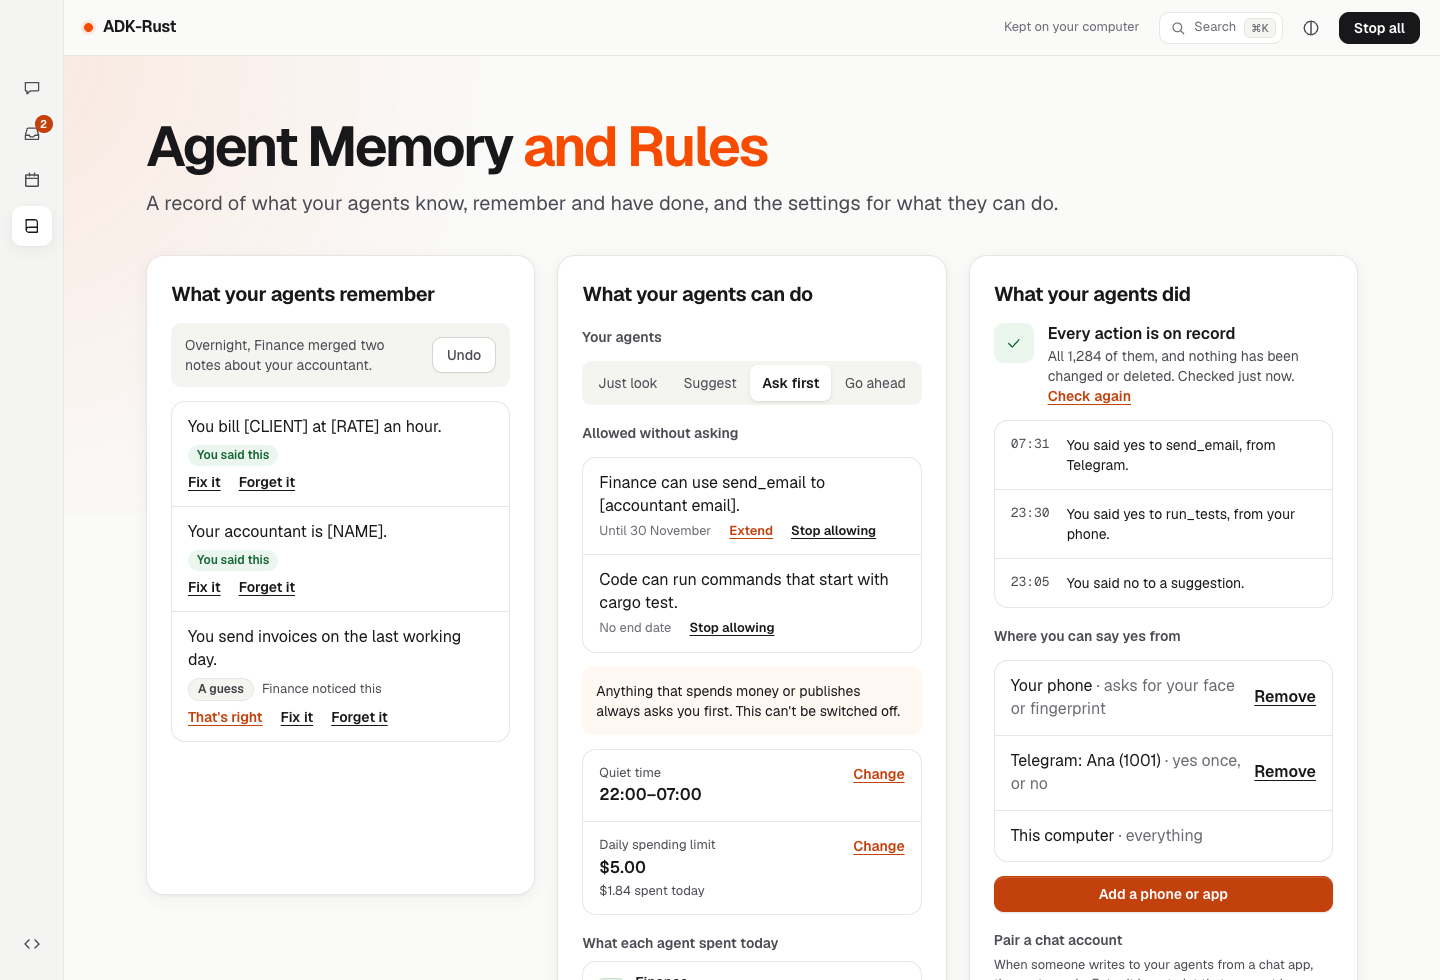 ADK-Rust
Kept on your computer
Search
⌘K
Stop all
2
Agent Memory and Rules
A record of what your agents know, remember and have done, and the settings for what they can do.
What your agents remember
Overnight, Finance merged two
notes about your accountant.
Undo
You bill [CLIENT] at [RATE] an hour.
You said this
Fix it Forget it
Your accountant is [NAME].
You said this
Fix it Forget it
You send invoices on the last working
day.
A guess Finance noticed this
That's right Fix it Forget it
What your agents can do
Your agents
Just look Suggest Ask first Go ahead
Allowed without asking
Finance can use send_email to
[accountant email].
Until 30 November Extend Stop allowing
Code can run commands that start with
cargo test.
No end date Stop allowing
Anything that spends money or publishes
always asks you first. This can't be switched off.
Quiet time
22:00–07:00
Change
Daily spending limit
$5.00
$1.84 spent today
Change
What each agent spent today
Finance
What your agents did
Every action is on record
All 1,284 of them, and nothing has been
changed or deleted. Checked just now.
Check again
07:31 You said yes to send_email, from
Telegram.
23:30 You said yes to run_tests, from your
phone.
23:05 You said no to a suggestion.
Where you can say yes from
Your phone · asks for your face
or fingerprint
Remove
Telegram: Ana (1001) · yes once,
or no
Remove
This computer · everything
Add a phone or app
Pair a chat account
When someone writes to your agents from a chat app,